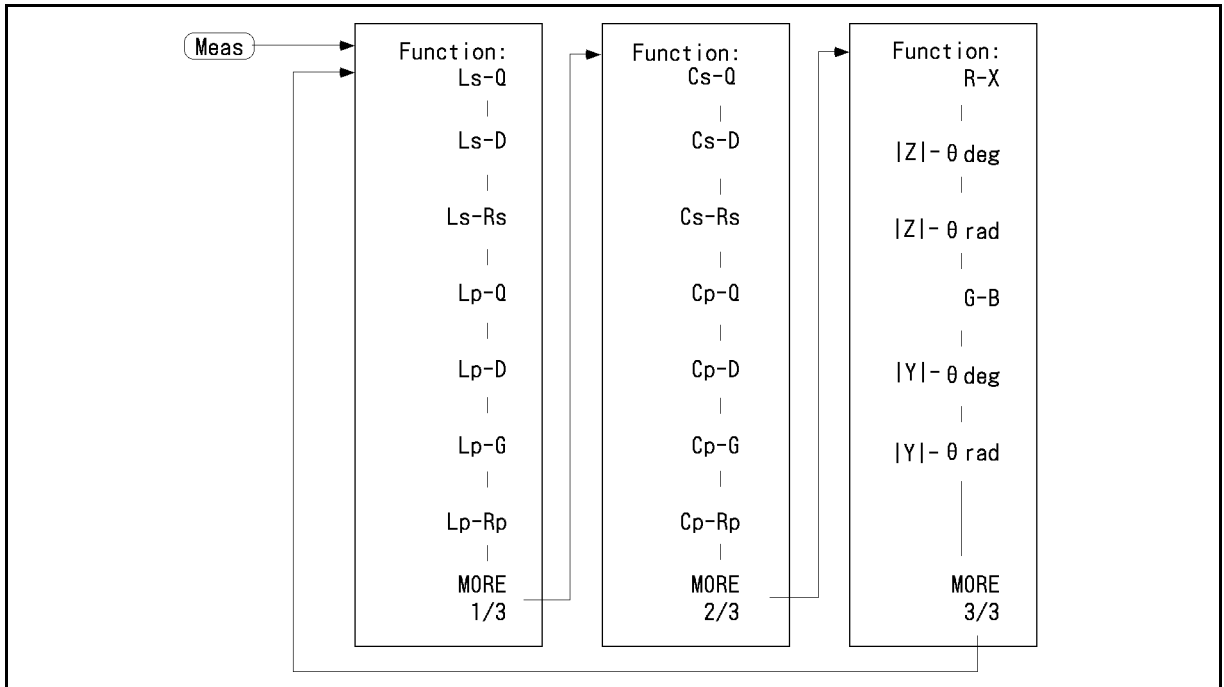 Meas
Function:
Ls-Q
Ls-D
Ls-Rs
Lp-Q
Lp-D
Lp-G
Lp-Rp
MORE
1/3
Function:
Cs-Q
Cs-D
Cs-Rs
Cp-Q
Cp-D
Cp-G
Cp-Rp
MORE
2/3
Function:
R-X
|Z|-θ deg
|Z|-θ rad
G-B
|Y|-θ deg
|Y|-θ rad
MORE
3/3